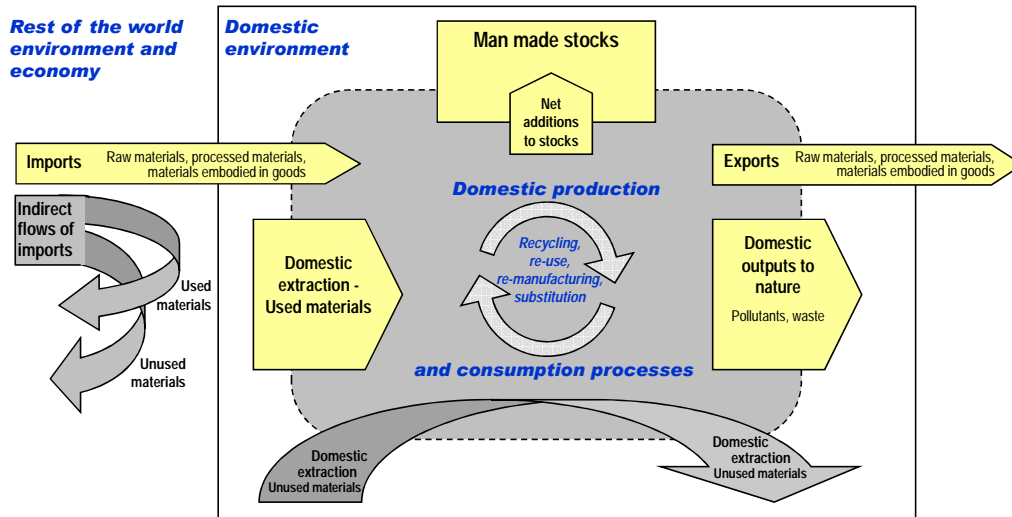 Rest of the world
environment and
economy
Domestic
environment
Man made stocks
Net
additions
to stocks
Imports
Raw materials, processed materials,
materials embodied in goods
Exports
Raw materials, processed materials,
materials embodied in goods
Indirect
flows of
imports
Used
materials
Unused
materials
Domestic production
Recycling,
re-use,
re-manufacturing,
substitution
and consumption processes
Domestic
extraction -
Used materials
Domestic
outputs to
nature
Pollutants, waste
Domestic
extraction
Unused materials
Domestic
extraction
Unused materials